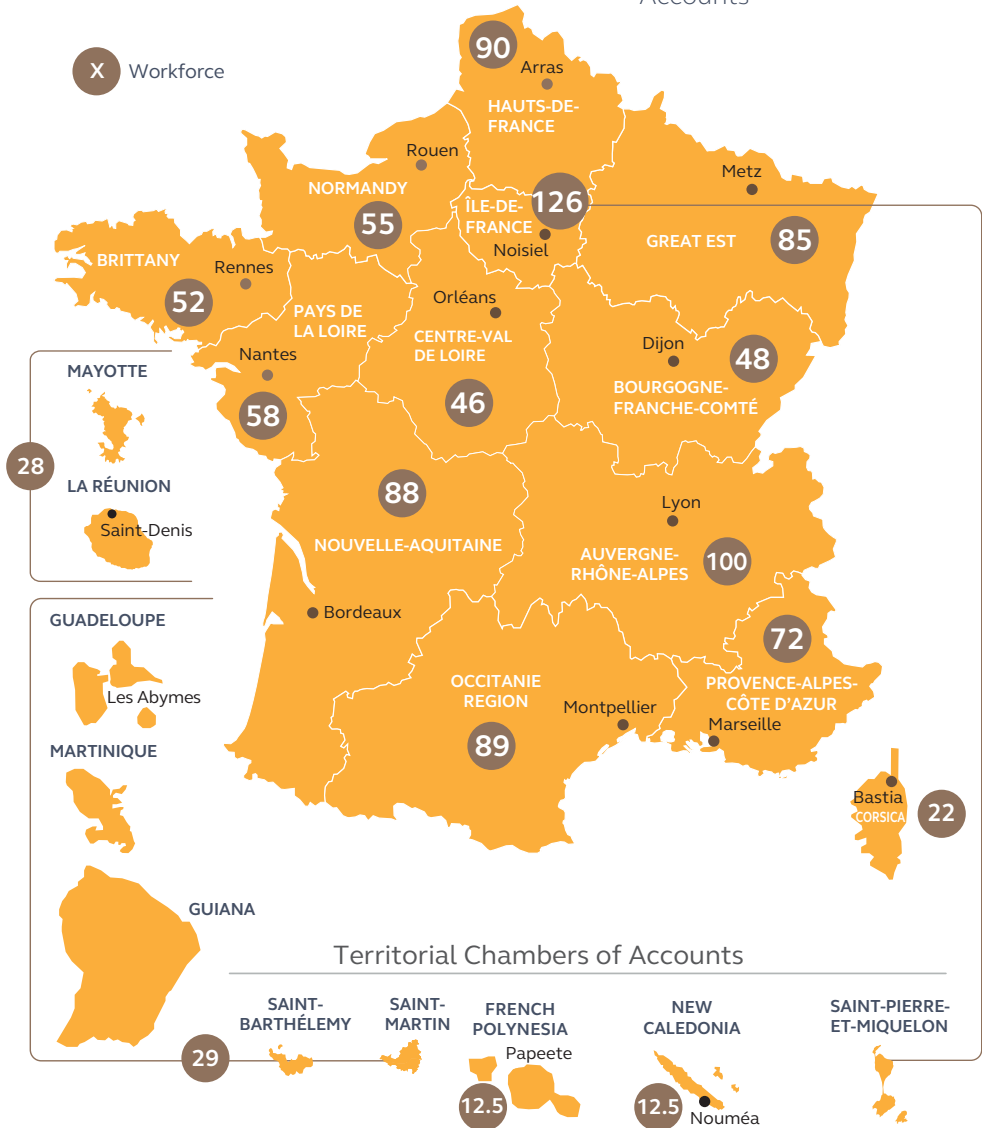 Accounts
X Workforce
90
Arras
HAUTS-DE-
FRANCE
Rouen
NORMANDY
55
126
ÎLE-DE-
FRANCE
Noisiel
Metz
GREAT EST
85
BRITTANY
Rennes
52
PAYS DE
LA LOIRE
Nantes
58
Orléans
CENTRE-VAL
DE LOIRE
46
Dijon
48
BOURGOGNE-
FRANCHE-COMTÉ
MAYOTTE
28
LA RÉUNION
Saint-Denis
88
NOUVELLE-AQUITAINE
Bordeaux
Lyon
AUVERGNE-
RHÔNE-ALPES
100
72
PROVENCE-ALPES-
CÔTE D'AZUR
Marseille
OCCITANIE
REGION
Montpellier
89
Bastia
CORSICA
22
GUADELOUPE
Les Abymes
MARTINIQUE
GUIANA
Territorial Chambers of Accounts
29
SAINT-
BARTHÉLEMY
SAINT-
MARTIN
FRENCH
POLYNESIA
Papeete
12.5
NEW
CALEDONIA
12.5
Nouméa
SAINT-PIERRE-
ET-MIQUELON